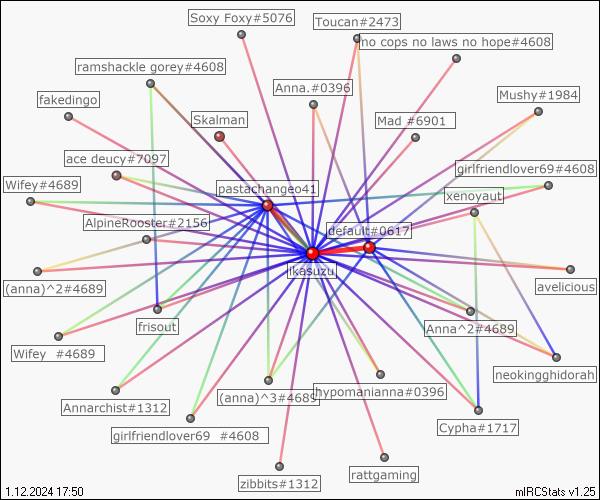 Soxy Foxy#5076
Toucan#2473
no cops no laws no hope#4608
ramshackle gorey#4608
Anna.#0396
Mushy#1984
fakedingo
Skalman
Mad #6901
ace deucy#7097
girlfriendlover69#4608
Wifey#4689
pastachangeo41
xenoyaut
AlpineRooster#2156
default#0617
likasuzu
(anna)^2#4689
avelicious
frisout
Anna^2#4689
Wifey #4689
neokingghidorah
Annarchist#1312
(anna)^3#4689
hypomanianna#0396
girlfriendlover69 #4608
Cypha#1717
zibbits#1312
rattgaming
1.12.2024 17:50
mIRCStats v1.25